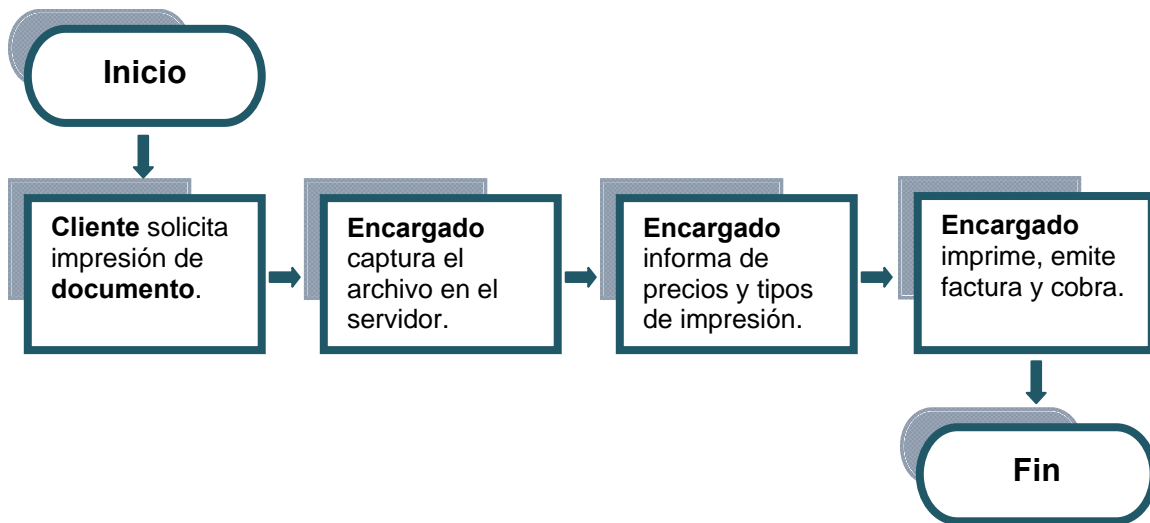 Inicio
Cliente solicita
impresión de
documento.
Encargado
captura el
archivo en el
servidor.
Encargado
informa de
precios y tipos
de impresión.
Encargado
imprime, emite
factura y cobra.
Fin